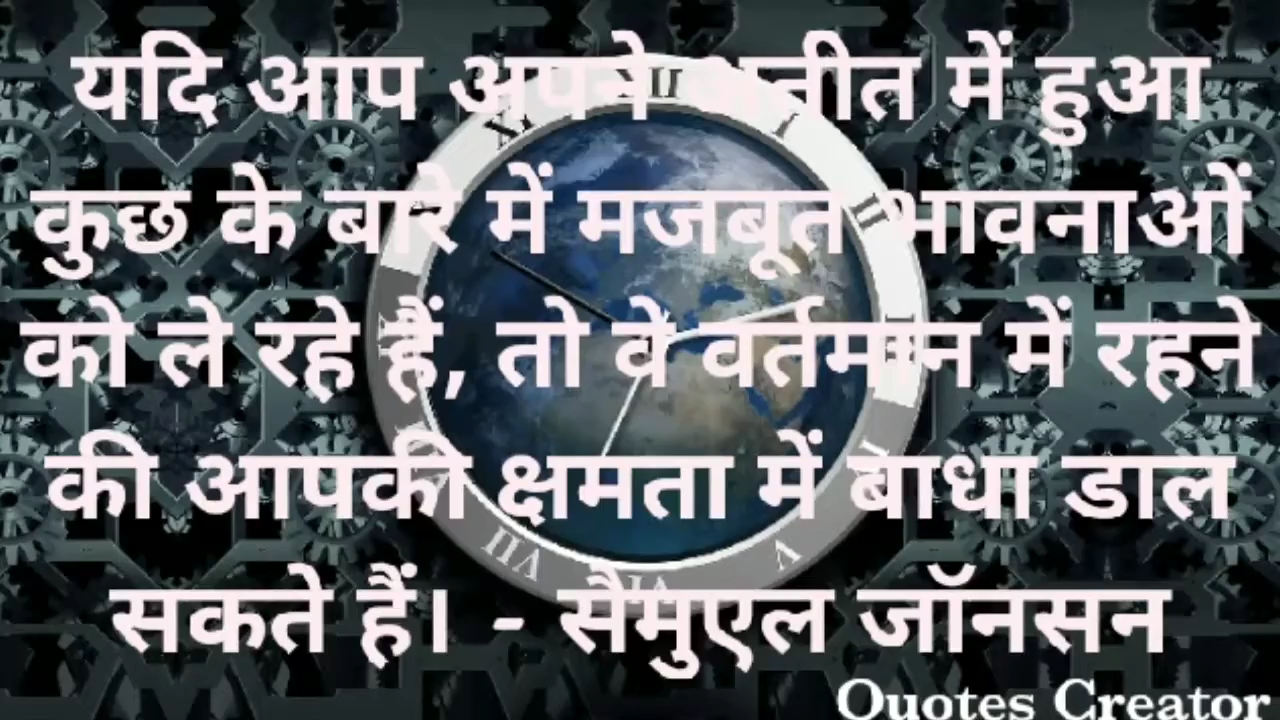 यदि आप अपने अतीत में हुआ
कुछ के बारे में मजबूत भावनाओं
को ले रहे हैं, तो वे वर्तमान में रहने
की आपकी क्षमता में बाधा डाल
सकते हैं। - सैमुएल जॉनसन
Quotes Creator